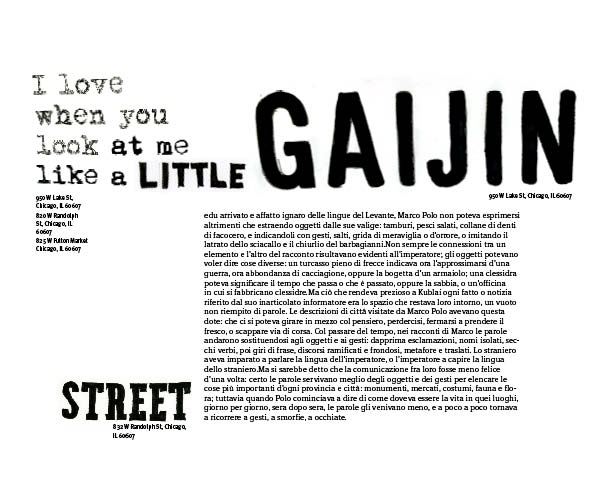 I love
when you
look at me
like a LITTLE
GAIJIN
950 W Lake St,
Chicago, IL 60607
820 W Randolph
St, Chicago, IL
60607
825 W Fulton Market
Chicago, IL 60607
950 W Lake St, Chicago, IL 60607
edu arrivato e affatto ignaro delle lingue del Levante, Marco Polo non poteva esprimersi
altrimenti che estraendo oggetti dalle sue valige: tamburi, pesci salati, collane di denti
di facocero, e indicandoli con gesti, salti, grida di meraviglia o d'orrore, o imitando il
latrato dello sciacallo e il chiurlio del barbagianni.Non sempre le connessioni tra un
elemento e l'altro del racconto risultavano evidenti all'imperatore; gli oggetti potevano
voler dire cose diverse: un turcasso pieno di frecce indicava ora l'approssimarsi d'una
guerra, ora abbondanza di cacciagione, oppure la bogetta d'un armaiolo; una clessidra
poteva significare il tempo che passa o che è passato, oppure la sabbia, o un'officina
in cui si fabbricano clessidre.Ma ciò che rendeva prezioso a Kublai ogni fatto o notizia
riferito dal suo inarticolato informatore era lo spazio che restava loro intorno, un vuoto
non riempito di parole. Le descrizioni di città visitate da Marco Polo avevano questa
dote: che ci si poteva girare in mezzo col pensiero, perdercisi, fermarsi a prendere il
fresco, o scappare via di corsa. Col passare del tempo, nei racconti di Marco le parole
andarono sostituendosi agli oggetti e ai gesti: dapprima esclamazioni, nomi isolati, sec-
chi verbi, poi giri di frase, discorsi ramificati e frondosi, metafore e traslati. Lo straniero
aveva imparato a parlare la lingua dell'imperatore, o l'imperatore a capire la lingua
dello straniero.Ma si sarebbe detto che la comunicazione fra loro fosse meno felice
d'una volta: certo le parole servivano meglio degli oggetti e dei gesti per elencare le
cose più importanti d'ogni provincia e città: monumenti, mercati, costumi, fauna e flo-
ra; tuttavia quando Polo cominciava a dire di come doveva essere la vita in quei luoghi,
giorno per giorno, sera dopo sera, le parole gli venivano meno, e a poco a poco tornava
a ricorrere a gesti, a smorfie, a occhiate.
STREET
832 W Randolph St, Chicago,
IL 60607